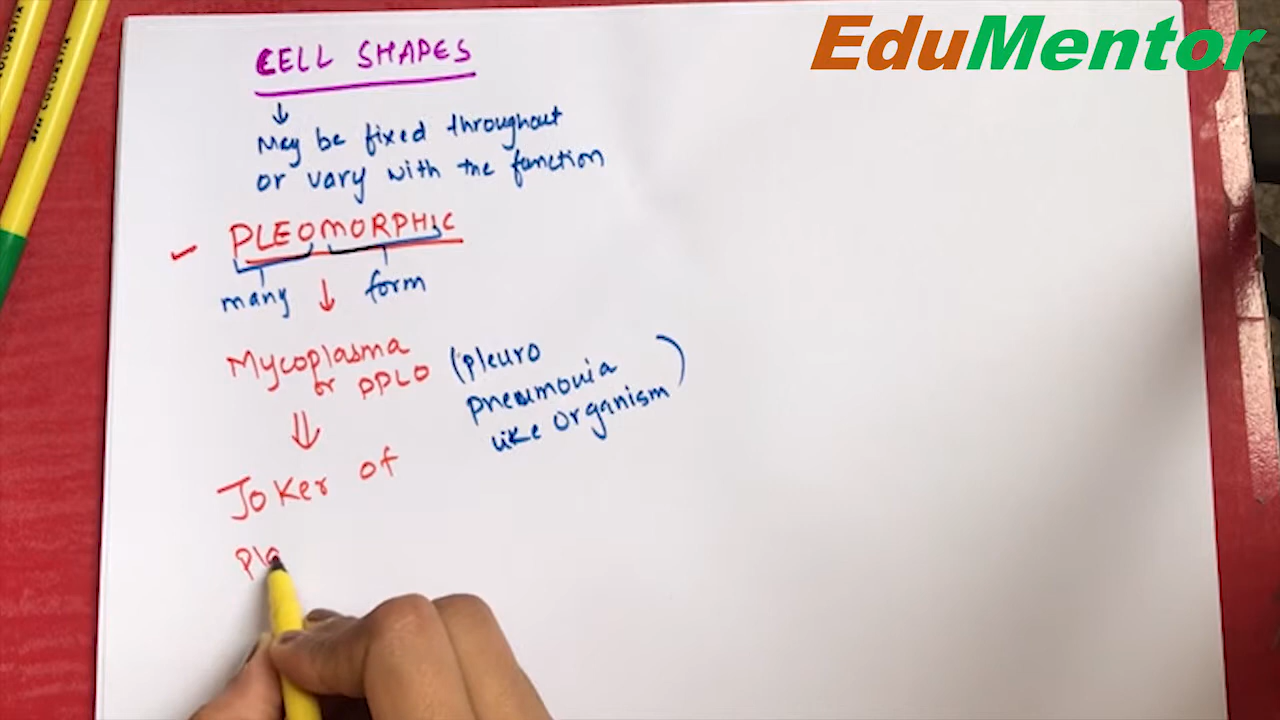 EduMentor
CELL SHAPES
May be fixed throughout
or vary with the function
PLEOMORPHIC
many
form
Mycoplasma
or PPLO
(pleuro
pneumonia
like organism)
Joker of